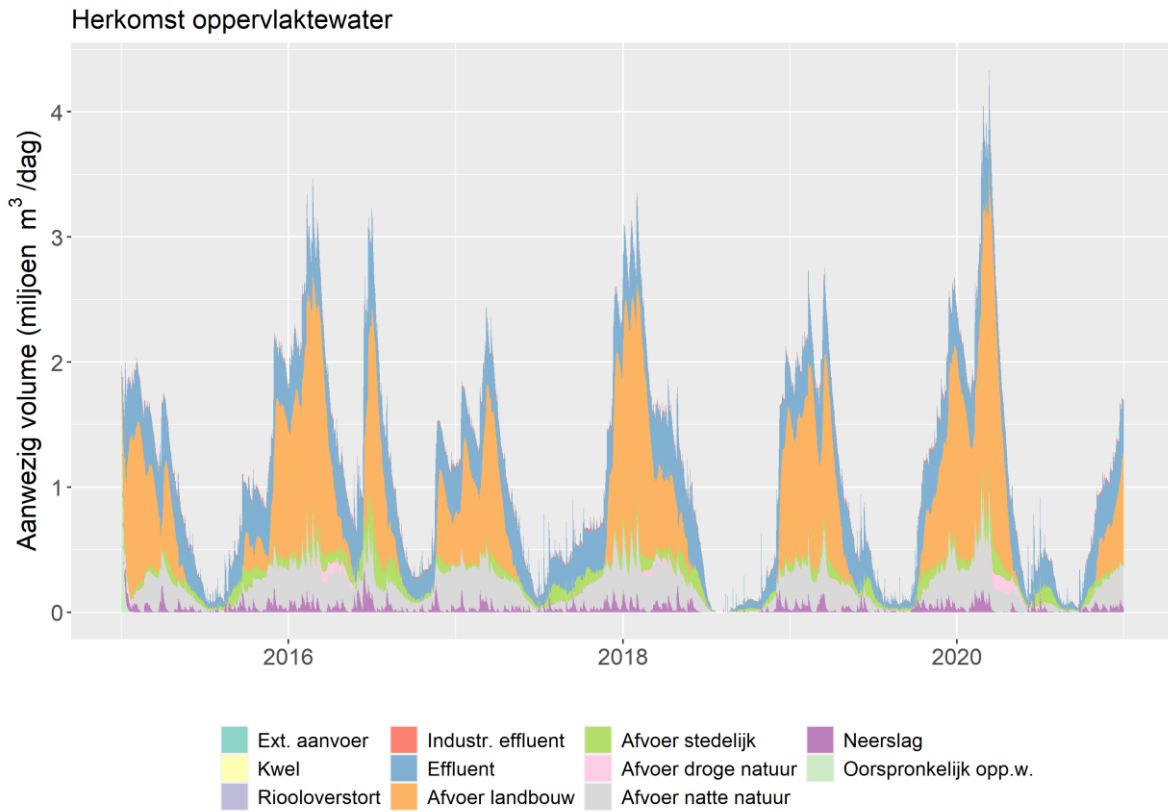 Herkomst oppervlaktewater
Aanwezig volume (miljoen m³ /dag)
4
3
2
1
0
2016 2018 2020
Ext. aanvoer Industr. effluent Afvoer stedelijk Neerslag
Kwel Effluent Afvoer droge natuur Oorspronkelijk opp.w.
Riooloverstort Afvoer landbouw Afvoer natte natuur